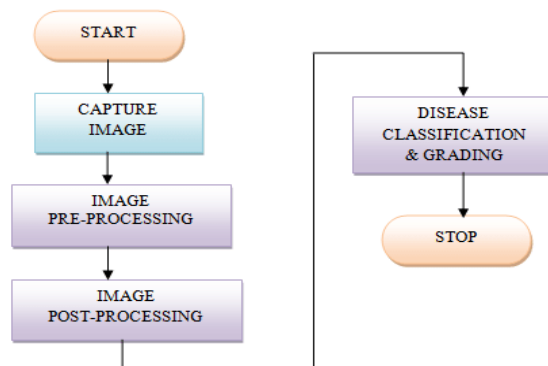 START
CAPTURE
IMAGE
IMAGE
PRE-PROCESSING
IMAGE
POST-PROCESSING
DISEASE
CLASSIFICATION
& GRADING
STOP